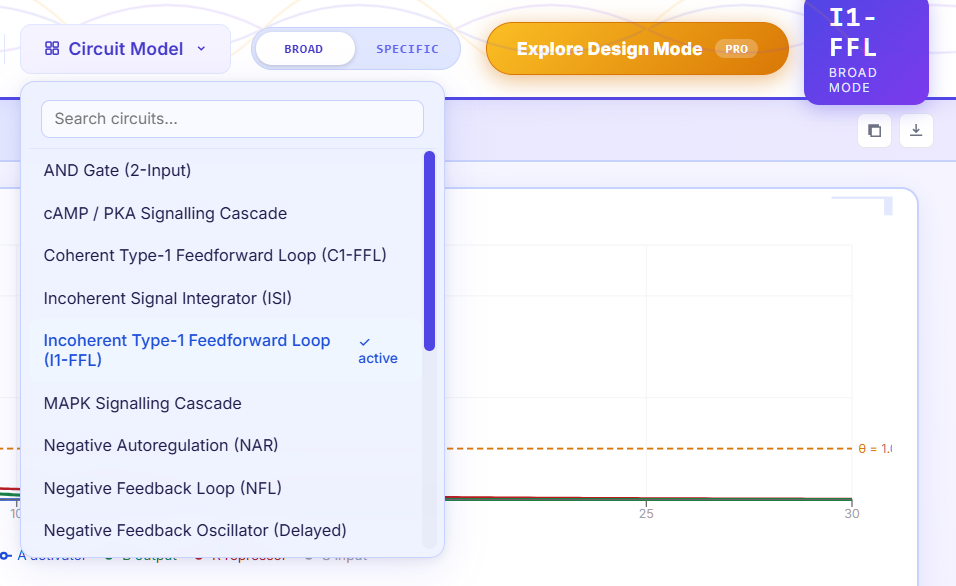 Circuit Model
BROAD
SPECIFIC
Explore Design Mode PRO
I1-
FFL
BROAD
MODE
Search circuits...
AND Gate (2-Input)
cAMP / PKA Signalling Cascade
Coherent Type-1 Feedforward Loop (C1-FFL)
Incoherent Signal Integrator (ISI)
Incoherent Type-1 Feedforward Loop
(I1-FFL)
✓
active
MAPK Signalling Cascade
Negative Autoregulation (NAR)
Negative Feedback Loop (NFL)
Negative Feedback Oscillator (Delayed)
θ = 1.
10
25
30